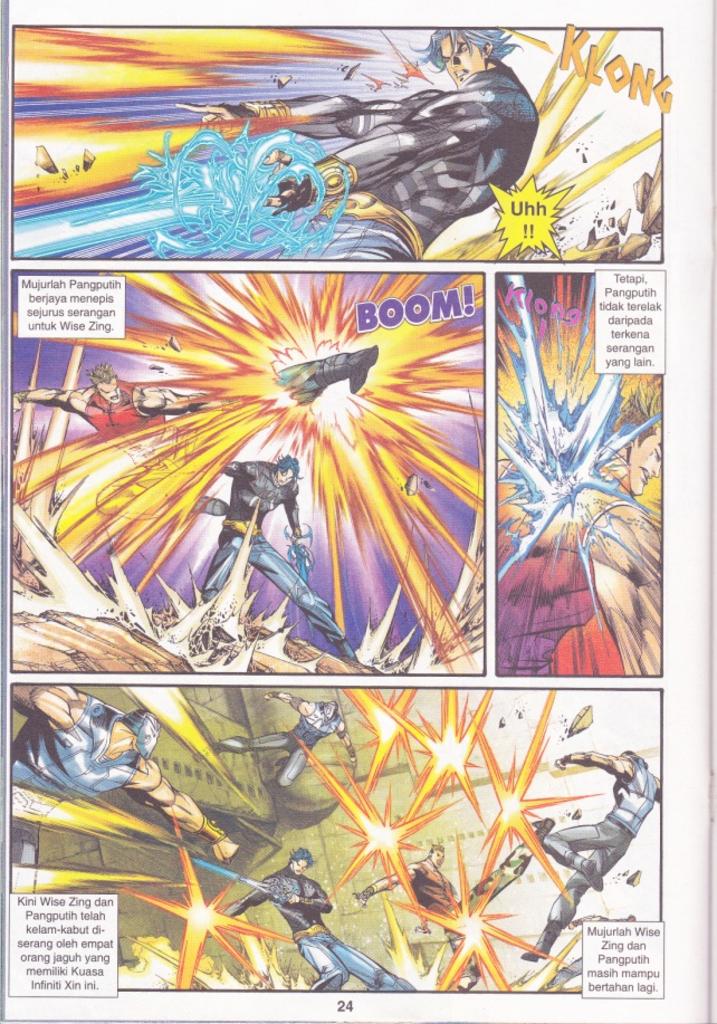 KLONG
Uhh
!!
Mujurlah Pangputih
berjaya menepis
sejurus serangan
untuk Wise Zing.
BOOM!
Klong
!
Tetapi,
Pangputih
tidak terelak
daripada
terkena
serangan
yang lain.
Kini Wise Zing dan
Pangputih telah
kelam-kabut di-
serang oleh empat
orang jaguh yang
memiliki Kuasa
Infiniti Xin ini.
Mujurlah Wise
Zing dan
Pangputih
masih mampu
bertahan lagi.
24